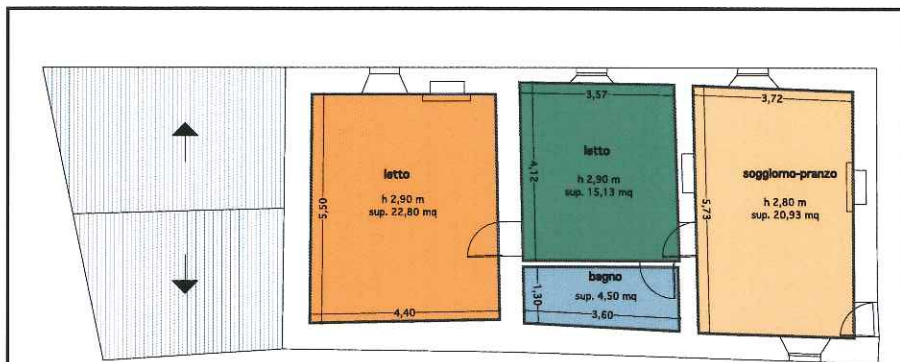 letto
h 2,90 m
sup. 22,80 mq
5,50
4,40
3,57
4,12
letto
h 2,90 m
sup. 15,13 mq
bagno
sup. 4,50 mq
1,30
3,60
3,72
5,73
soggiorno-pranzo
h 2,80 m
sup. 20,93 mq